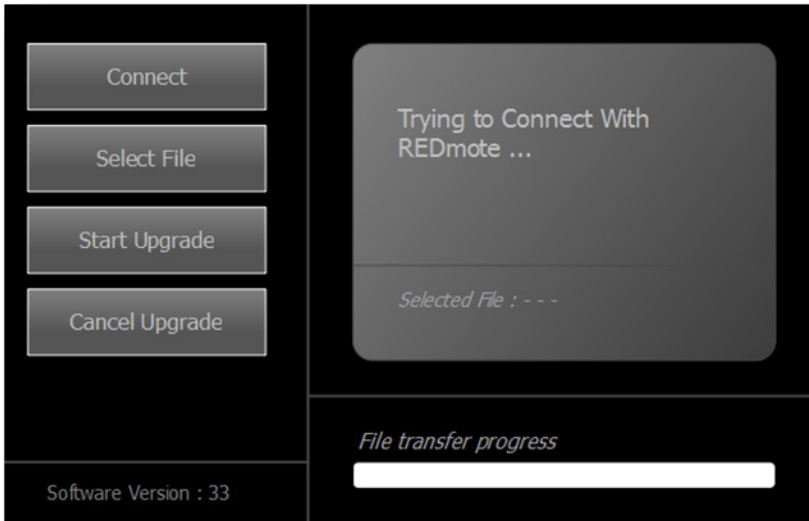 Connect
Select File
Start Upgrade
Cancel Upgrade
Software Version : 33
Trying to Connect With
REDmote ...
Selected File : - - -
File transfer progress